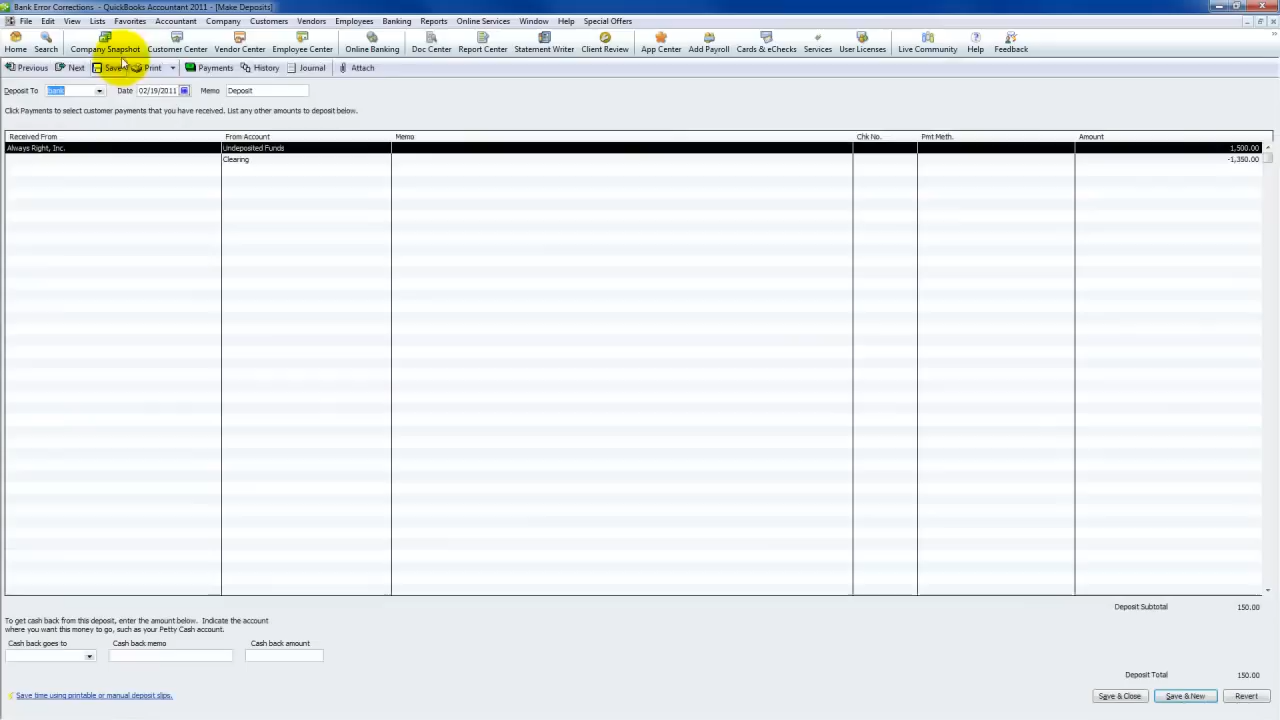 Bank Error Corrections - QuickBooks Accountant 2011 - [Make Deposits]
File Edit View Lists Favorites Accountant Company Customers Vendors Employees Banking Reports Online Services Window Help Special Offers
Home Search Company Snapshot Customer Center Vendor Center Employee Center Online Banking Doc Center Report Center Statement Writer Client Review App Center Add Payroll Cards & eChecks Services User Licenses Live Community Help Feedback
Previous Next Save Print Payments History Journal Attach
Deposit To bank Date 02/19/2011 Memo Deposit
Click Payments to select customer payments that you have received. List any other amounts to deposit below.
Received From From Account Memo Chk No. Pmt Meth. Amount
Always Right, Inc. Undeposited Funds 1,500.00
Clearing -1,350.00
Deposit Subtotal 150.00
To get cash back from this deposit, enter the amount below. Indicate the account
where you want this money to go, such as your Petty Cash account.
Cash back goes to Cash back memo Cash back amount
Deposit Total 150.00
Save time using printable or manual deposit slips.
Save & Close Save & New Revert